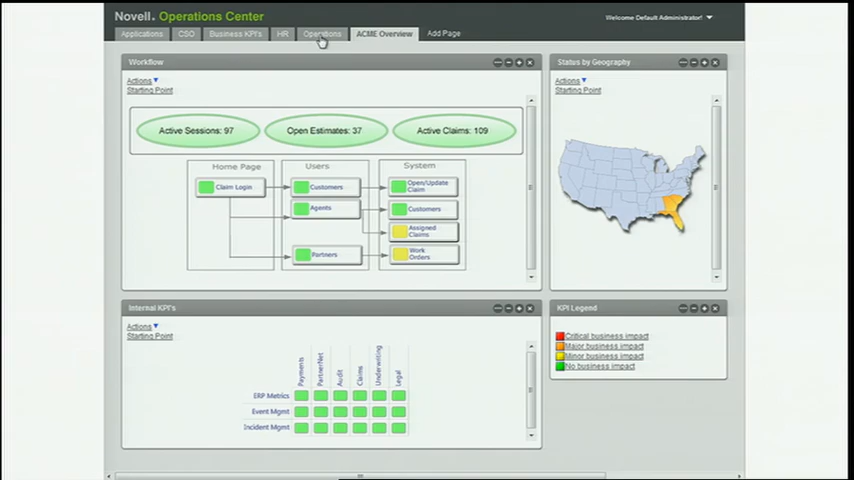 Novell. Operations Center
Welcome Default Administrator!
Applications CSO Business KPI's HR Operations ACME Overview Add Page
Workflow
Actions
Starting Point
Active Sessions: 97 Open Estimates: 37 Active Claims: 109
Home Page Users System
Claim Login Customers Open/Update Claim
Agents Customers
Assigned Claims
Partners Work Orders
Status by Geography
Actions
Starting Point
Internal KPI's
Actions
Starting Point
Payments PartnerNet Audit Claims Underwriting Legal
ERP Metrics
Event Mgmt
Incident Mgmt
KPI Legend
Critical business impact
Major business impact
Minor business impact
No business impact